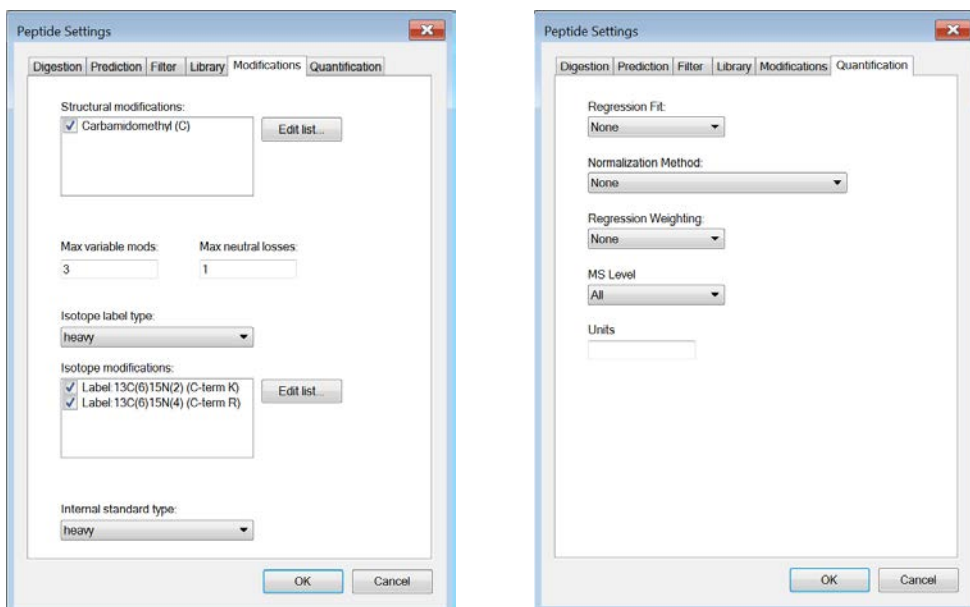 Peptide Settings
Digestion Prediction Filter Library Modifications Quantification
Structural modifications:
Carbamidomethyl (C)
Edit list...
Max variable mods:
Max neutral losses:
3
1
Isotope label type:
heavy
Isotope modifications:
Label:13C(6)15N(2) (C-term K)
Label:13C(6)15N(4) (C-term R)
Edit list...
Internal standard type:
heavy
OK
Cancel
Peptide Settings
Digestion Prediction Filter Library Modifications Quantification
Regression Fit:
None
Normalization Method:
None
Regression Weighting:
None
MS Level
All
Units
OK
Cancel